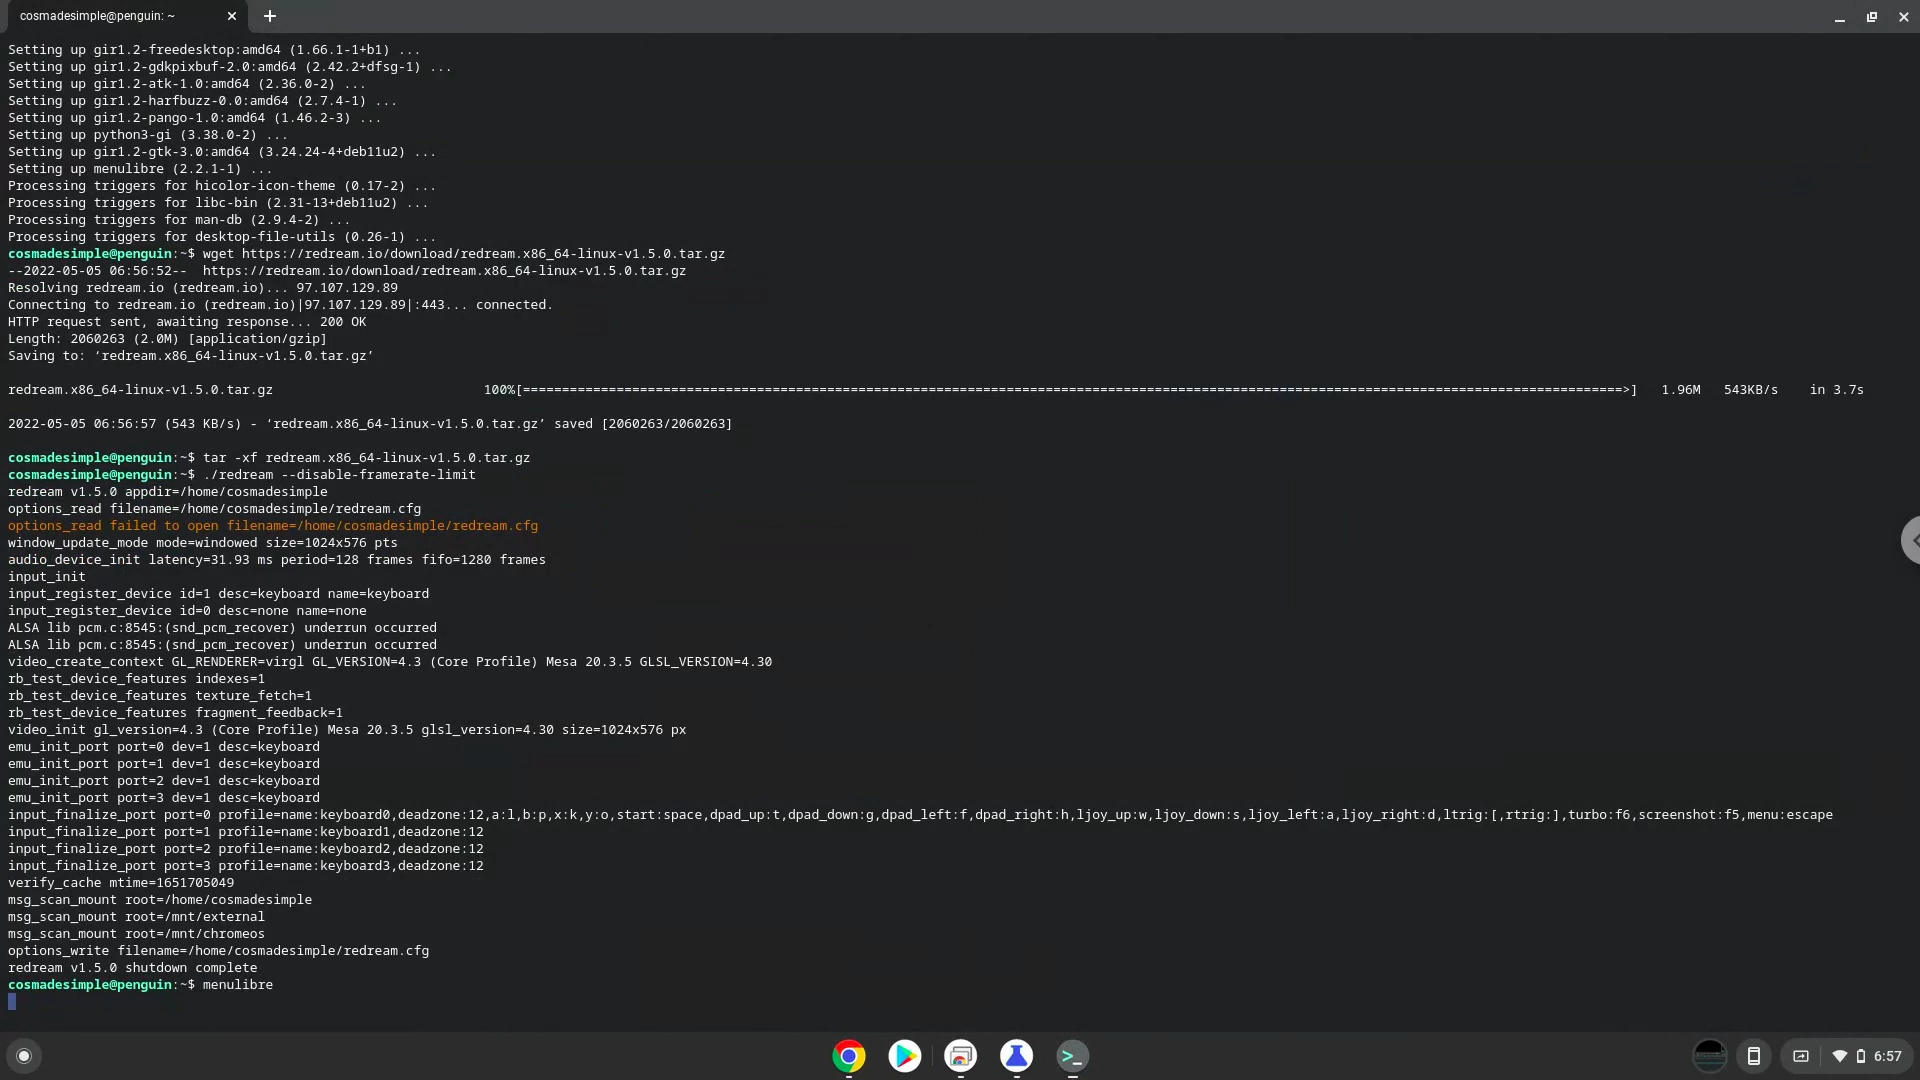 cosmadesimple@penguin: ~
Setting up gir1.2-freedesktop:amd64 (1.66.1-1+b1) ...
Setting up gir1.2-gdkpixbuf-2.0:amd64 (2.42.2+dfsg-1) ...
Setting up gir1.2-atk-1.0:amd64 (2.36.0-2) ...
Setting up gir1.2-harfbuzz-0.0:amd64 (2.7.4-1) ...
Setting up gir1.2-pango-1.0:amd64 (1.46.2-3) ...
Setting up python3-gi (3.38.0-2) ...
Setting up gir1.2-gtk-3.0:amd64 (3.24.24-4+deb11u2) ...
Setting up menulibre (2.2.1-1) ...
Processing triggers for hicolor-icon-theme (0.17-2) ...
Processing triggers for libc-bin (2.31-13+deb11u2) ...
Processing triggers for man-db (2.9.4-2) ...
Processing triggers for desktop-file-utils (0.26-1) ...
cosmadesimple@penguin:~$ wget https://redream.io/download/redream.x86_64-linux-v1.5.0.tar.gz
--2022-05-05 06:56:52--  https://redream.io/download/redream.x86_64-linux-v1.5.0.tar.gz
Resolving redream.io (redream.io)... 97.107.129.89
Connecting to redream.io (redream.io)|97.107.129.89|:443... connected.
HTTP request sent, awaiting response... 200 OK
Length: 2060263 (2.0M) [application/gzip]
Saving to: ‘redream.x86_64-linux-v1.5.0.tar.gz’
redream.x86_64-linux-v1.5.0.tar.gz 100%[=============================================================================================================================================>] 1.96M 543KB/s in 3.7s
2022-05-05 06:56:57 (543 KB/s) - ‘redream.x86_64-linux-v1.5.0.tar.gz’ saved [2060263/2060263]
cosmadesimple@penguin:~$ tar -xf redream.x86_64-linux-v1.5.0.tar.gz
cosmadesimple@penguin:~$ ./redream --disable-framerate-limit
redream v1.5.0 appdir=/home/cosmadesimple
options_read filename=/home/cosmadesimple/redream.cfg
options_read failed to open filename=/home/cosmadesimple/redream.cfg
window_update_mode mode=windowed size=1024x576 pts
audio_device_init latency=31.93 ms period=128 frames fifo=1280 frames
input_init
input_register_device id=1 desc=keyboard name=keyboard
input_register_device id=0 desc=none name=none
ALSA lib pcm.c:8545:(snd_pcm_recover) underrun occurred
ALSA lib pcm.c:8545:(snd_pcm_recover) underrun occurred
video_create_context GL_RENDERER=virgl GL_VERSION=4.3 (Core Profile) Mesa 20.3.5 GLSL_VERSION=4.30
rb_test_device_features indexes=1
rb_test_device_features texture_fetch=1
rb_test_device_features fragment_feedback=1
video_init gl_version=4.3 (Core Profile) Mesa 20.3.5 glsl_version=4.30 size=1024x576 px
emu_init_port port=0 dev=1 desc=keyboard
emu_init_port port=1 dev=1 desc=keyboard
emu_init_port port=2 dev=1 desc=keyboard
emu_init_port port=3 dev=1 desc=keyboard
input_finalize_port port=0 profile=name:keyboard0,deadzone:12,a:l,b:p,x:k,y:o,start:space,dpad_up:t,dpad_down:g,dpad_left:f,dpad_right:h,ljoy_up:w,ljoy_down:s,ljoy_left:a,ljoy_right:d,ltrig:[,rtrig:],turbo:f6,screenshot:f5,menu:escape
input_finalize_port port=1 profile=name:keyboard1,deadzone:12
input_finalize_port port=2 profile=name:keyboard2,deadzone:12
input_finalize_port port=3 profile=name:keyboard3,deadzone:12
verify_cache mtime=1651705049
msg_scan_mount root=/home/cosmadesimple
msg_scan_mount root=/mnt/external
msg_scan_mount root=/mnt/chromeos
options_write filename=/home/cosmadesimple/redream.cfg
redream v1.5.0 shutdown complete
cosmadesimple@penguin:~$ menulibre
6:57